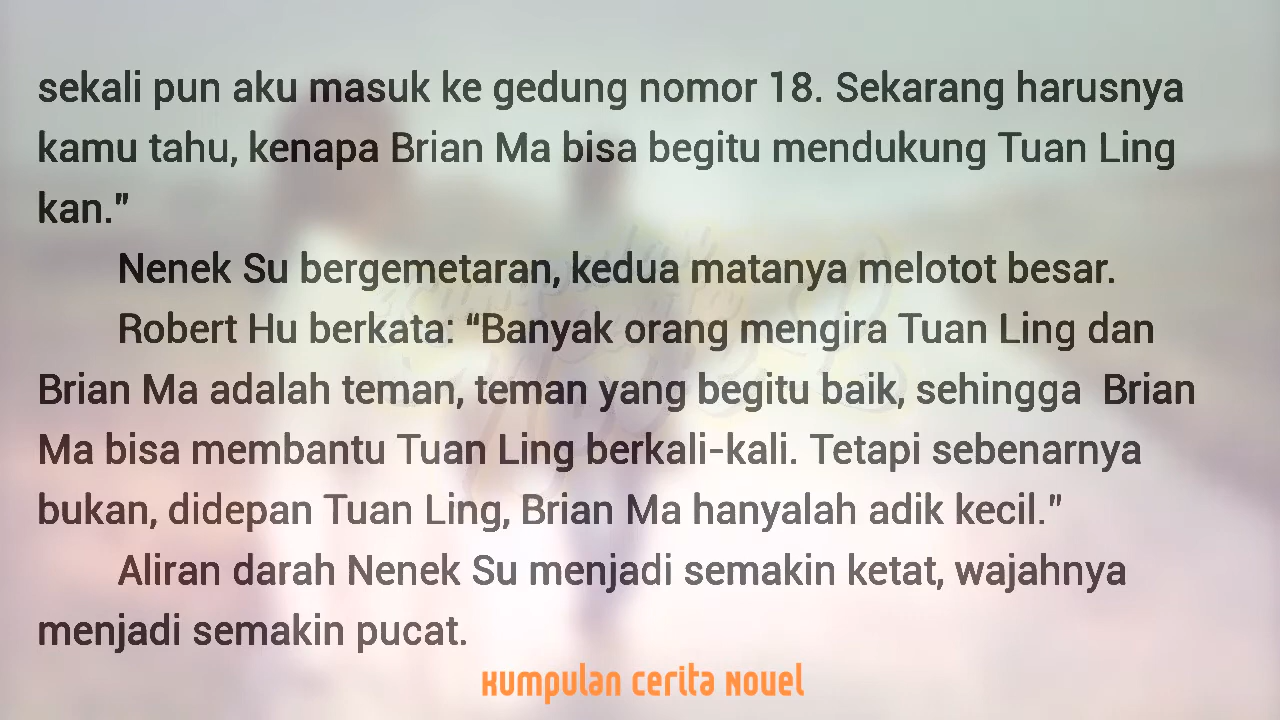 sekali pun aku masuk ke gedung nomor 18. Sekarang harusnya
kamu tahu, kenapa Brian Ma bisa begitu mendukung Tuan Ling
kan."
Nenek Su bergemetaran, kedua matanya melotot besar.
Robert Hu berkata: “Banyak orang mengira Tuan Ling dan
Brian Ma adalah teman, teman yang begitu baik, sehingga  Brian
Ma bisa membantu Tuan Ling berkali-kali. Tetapi sebenarnya
bukan, didepan Tuan Ling, Brian Ma hanyalah adik kecil."
Aliran darah Nenek Su menjadi semakin ketat, wajahnya
menjadi semakin pucat.
Kumpulan Cerita Novel